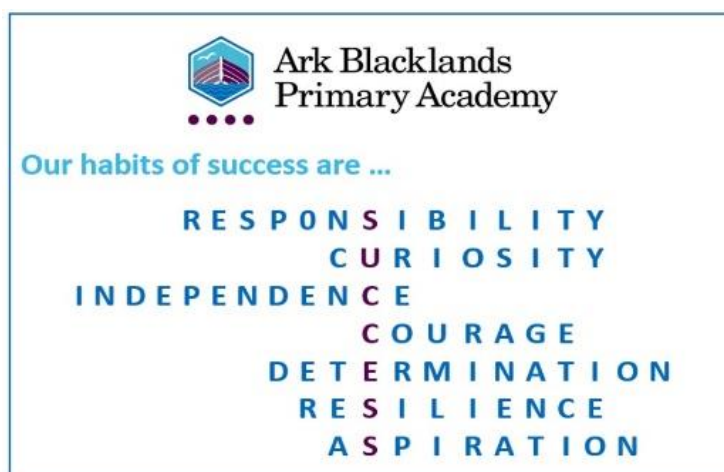 Ark Blacklands
Primary Academy
Our habits of success are ...
RESP0NSIBILITY
CURIOSITY
INDEPENDENCE
COURAGE
DETERMINATION
RESILIENCE
ASPIRATION